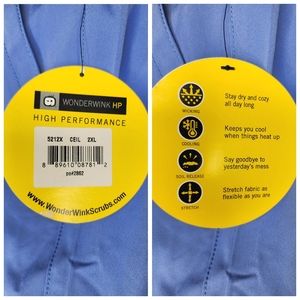 WONDERWINK HP
HIGH PERFORMANCE
5212X CEIL 2XL
8 89610 08781 2
po#2862
www.WonderWinkScrubs.com
WICKING
Stay dry and cozy
all day long
COOLING
Keeps you cool
when things heat up
SOIL RELEASE
Say goodbye to
yesterday's mess
STRETCH
Stretch fabric as
flexible as you are